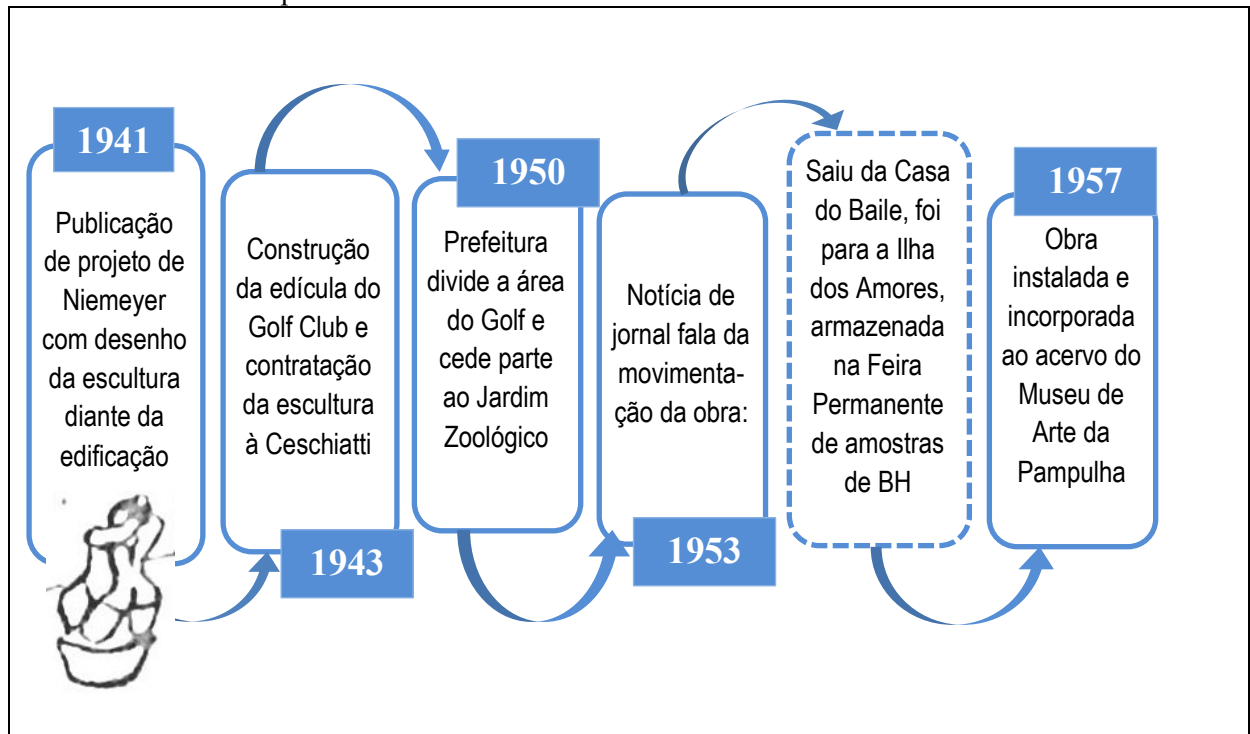 1941
Publicação
de projeto de
Niemeyer
com desenho
da escultura
diante da
edificação
Construção
da edícula do
Golf Club e
contratação
da escultura
à Ceschiatti
1943
1950
Prefeitura
divide a área
do Golf e
cede parte
ao Jardim
Zoológico
Notícia de
jornal fala da
movimenta-
ção da obra:
1953
Saiu da Casa
do Baile, foi
para a Ilha
dos Amores,
armazenada
na Feira
Permanente
de amostras
de BH
1957
Obra
instalada e
incorporada
ao acervo do
Museu de
Arte da
Pampulha